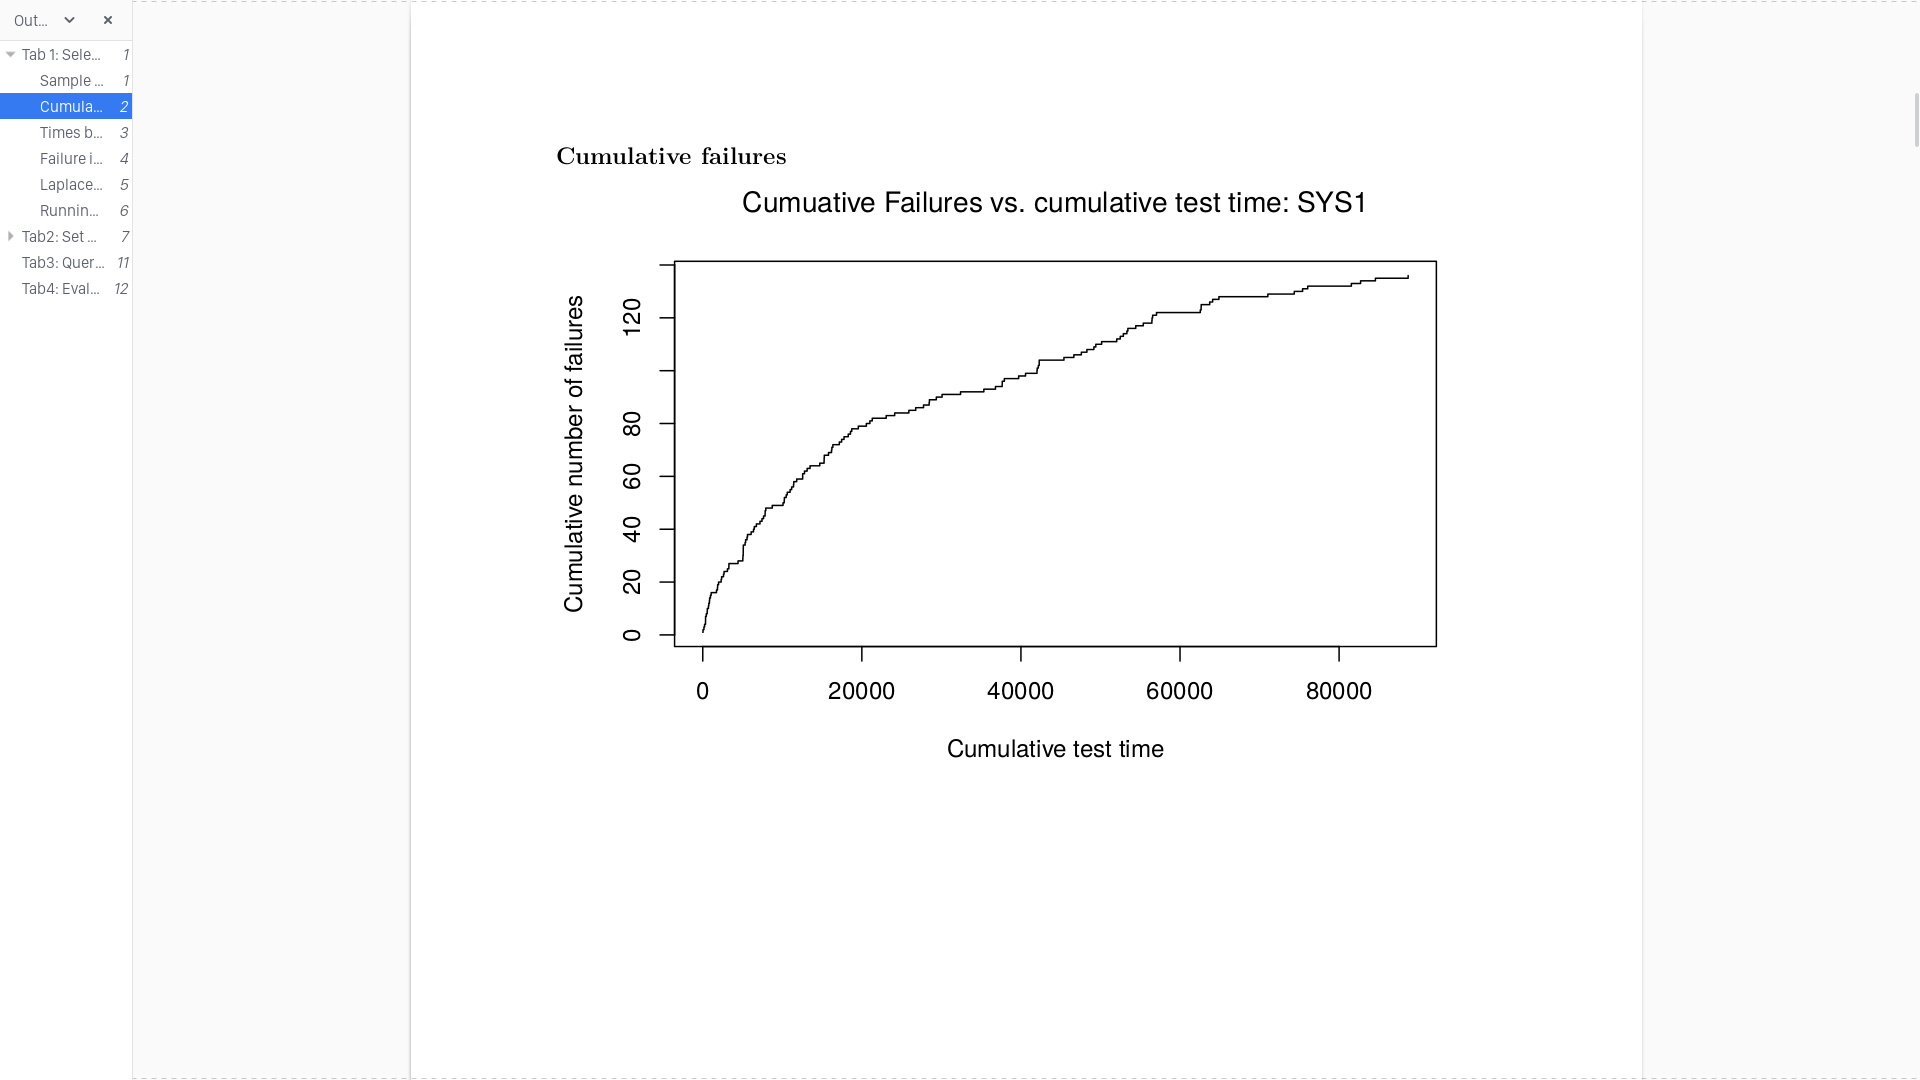 Out...
Tab 1: Sele... 1
Sample ... 1
Cumula... 2
Times b... 3
Failure i... 4
Laplace... 5
Runnin... 6
Tab2: Set ... 7
Tab3: Quer... 11
Tab4: Eval... 12
Cumulative failures
Cumuative Failures vs. cumulative test time: SYS1
Cumulative number of failures
120
80
60
40
20
0
0 20000 40000 60000 80000
Cumulative test time